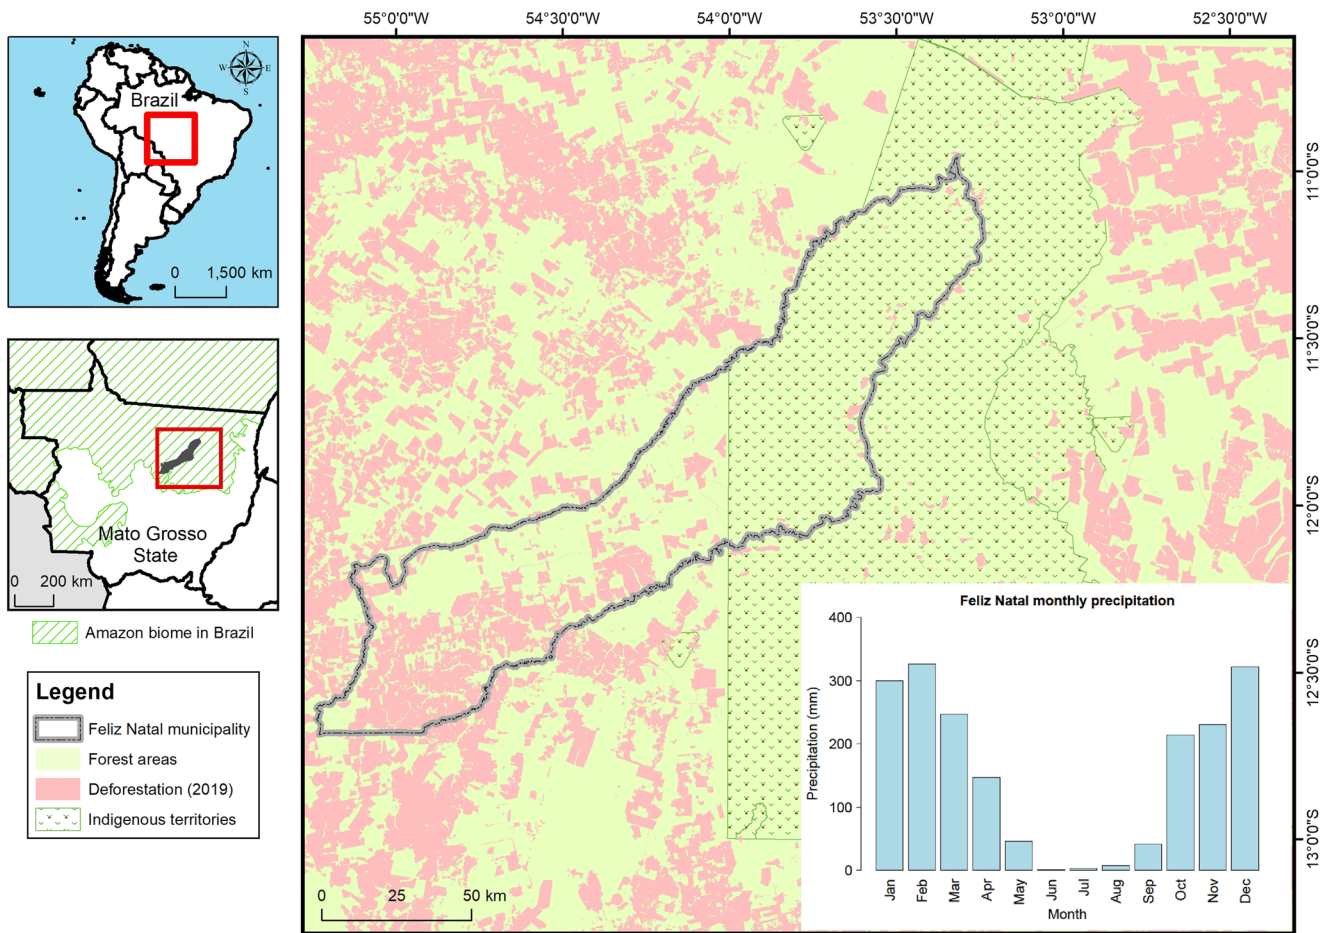 55°0'0"W
54°30'0"W
54°0'0"W
53°30'0"W
53°0'0"W
52°30'0"W
N
W
E
S
Brazil
0
1,500 km
Mato Grosso
State
0
200 km
Amazon biome in Brazil
Legend
Feliz Natal municipality
Forest areas
Deforestation (2019)
Indigenous territories
11°0'0"S
11°30'0"S
12°0'0"S
12°30'0"S
13°0'0"S
0
25
50 km
Feliz Natal monthly precipitation
Precipitation (mm)
400
300
200
100
0
Jan
Feb
Mar
Apr
May
Jun
Jul
Aug
Sep
Oct
Nov
Dec
Month